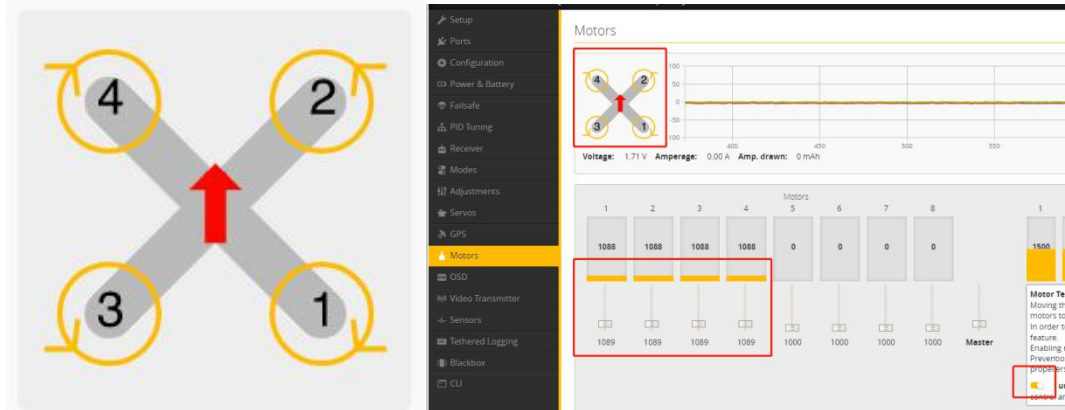 4 2
3 1
Setup
Ports
Configuration
Power & Battery
Failsafe
PID Tuning
Receiver
Modes
Adjustments
Servos
GPS
Motors
OSD
Video Transmitter
Sensors
Tethered Logging
Blackbox
CLI
Motors
4 2
3 1
100
50
0
-50
100
400 450 500 550
Voltage: 1.71 V Amperage: 0.00 A Amp. drawn: 0 mAh
Motors
1 2 3 4 5 6 7 8
1088 1088 1088 1088 0 0 0 0
1089 1089 1089 1089 1000 1000 1000 1000 Master
1
1500
Motor Te
Moving th
motors to
In order t
feature.
Enabling
Preventio
propellers
control a